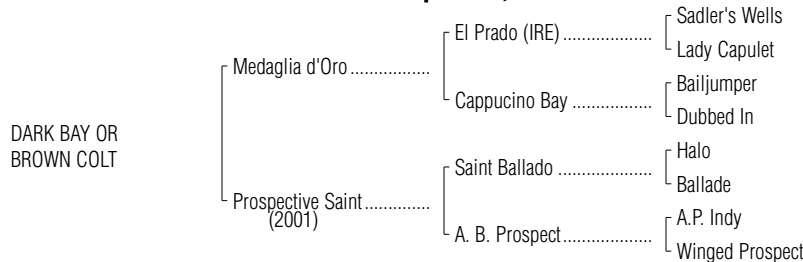 Sadler's Wells
El Prado (IRE) ..................
Lady Capulet
Medaglia d'Oro .................
Bailjumper
Cappucino Bay ................
Dubbed In
DARK BAY OR
BROWN COLT
Halo
Saint Ballado ...................
Ballade
Prospective Saint..............
(2001)
A.P. Indy
A. B. Prospect..................
Winged Prospect